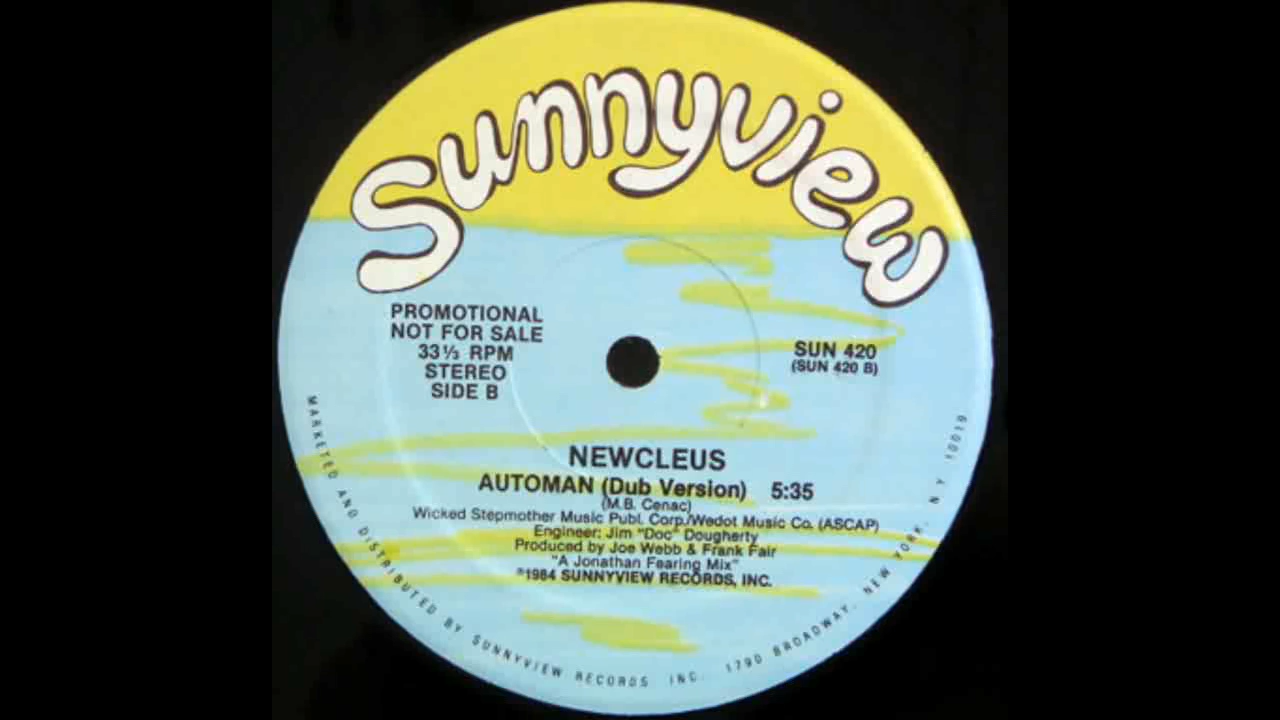 Sunnyview
PROMOTIONAL
NOT FOR SALE
33⅓ RPM
STEREO
SIDE B
SUN 420
(SUN 420 B)
NEWCLEUS
AUTOMAN (Dub Version) 5:35
(M.B. Cenac)
Wicked Stepmother Music Publ. Corp./Wedot Music Co. (ASCAP)
Engineer: Jim "Doc" Dougherty
Produced by Joe Webb & Frank Fair
"A Jonathan Fearing Mix"
℗1984 SUNNYVIEW RECORDS, INC.
MARKETED AND DISTRIBUTED BY SUNNYVIEW RECORDS INC. 1790 BROADWAY, NEW YORK, N.Y. 10019